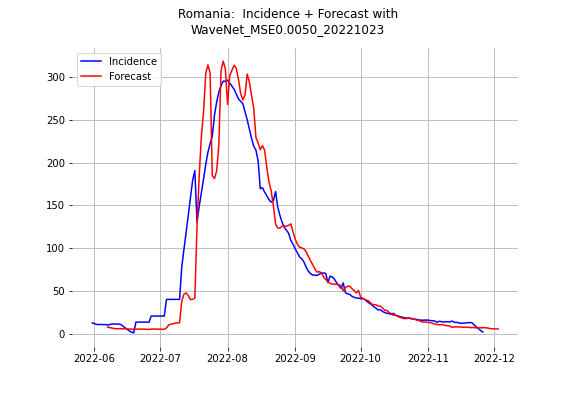 Romania:  Incidence + Forecast with
WaveNet_MSE0.0050_20221023
Incidence
Forecast
300
250
200
150
100
50
0
2022-06 2022-07 2022-08 2022-09 2022-10 2022-11 2022-12